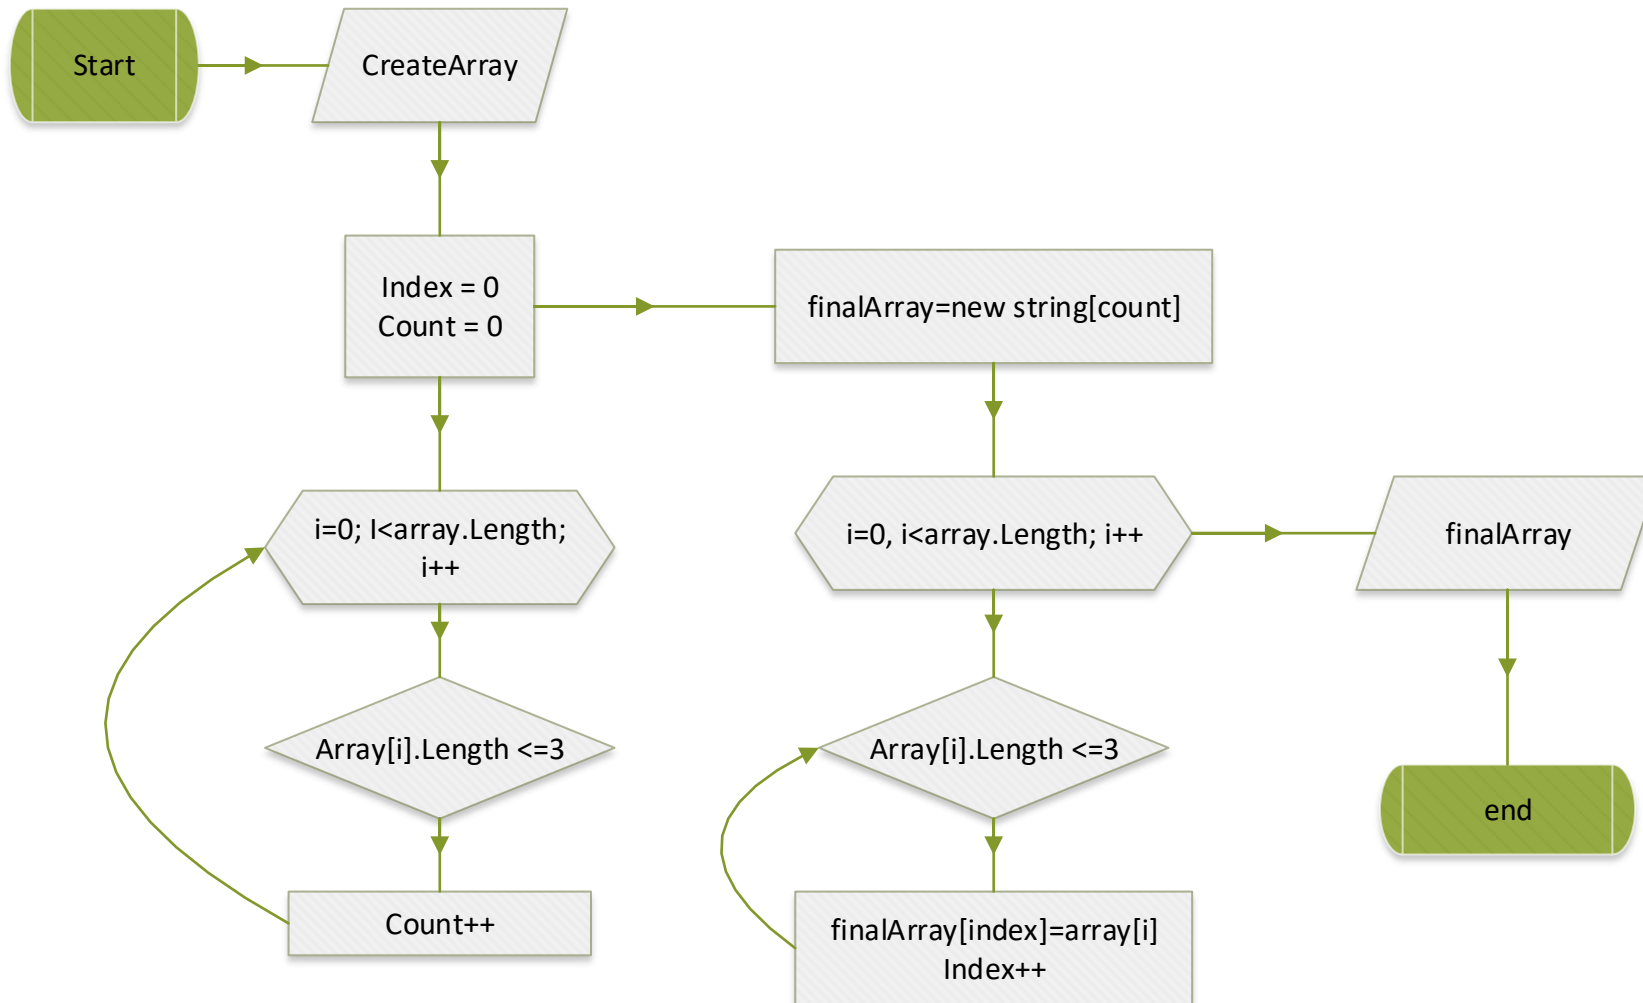 Start
CreateArray
Index = 0
Count = 0
finalArray=new string[count]
i=0; I<array.Length;
i++
i=0, i<array.Length; i++
finalArray
Array[i].Length <=3
Array[i].Length <=3
end
Count++
finalArray[index]=array[i]
Index++